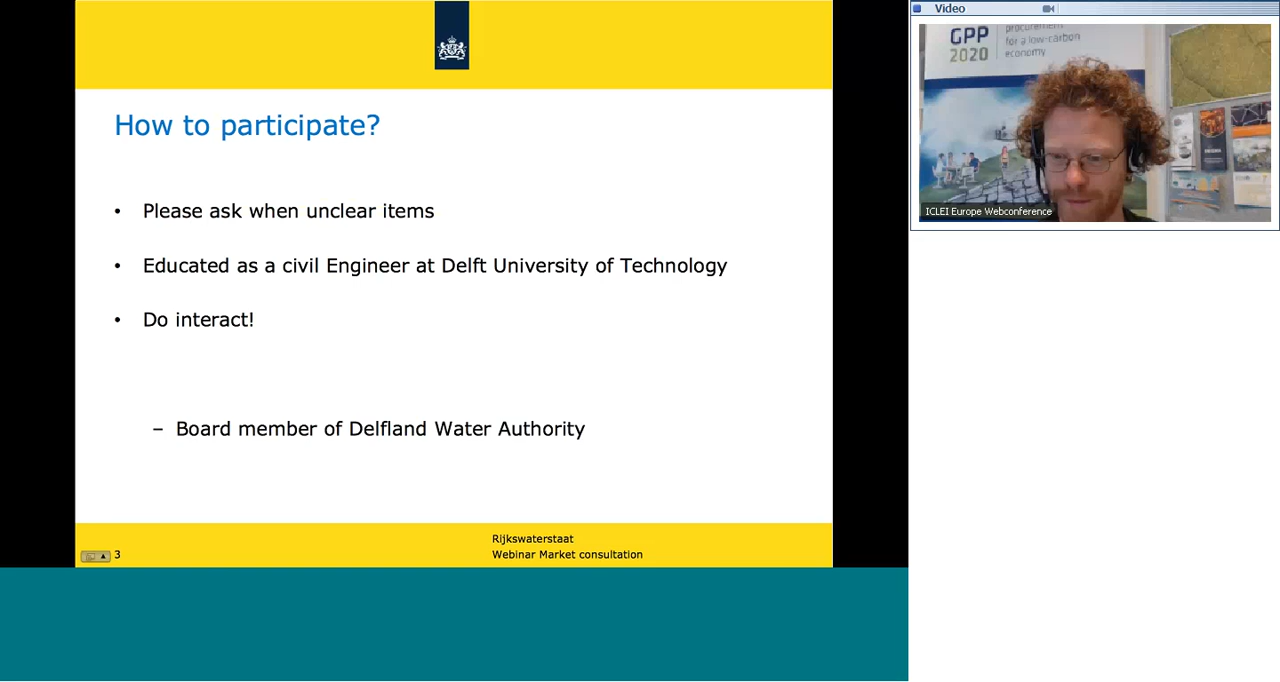 How to participate?
• Please ask when unclear items
• Educated as a civil Engineer at Delft University of Technology
• Do interact!
– Board member of Delfland Water Authority
Rijkswaterstaat
Webinar Market consultation
3
Video
GPP
2020
procurement
for a low-carbon
economy
ICLEI Europe Webconference